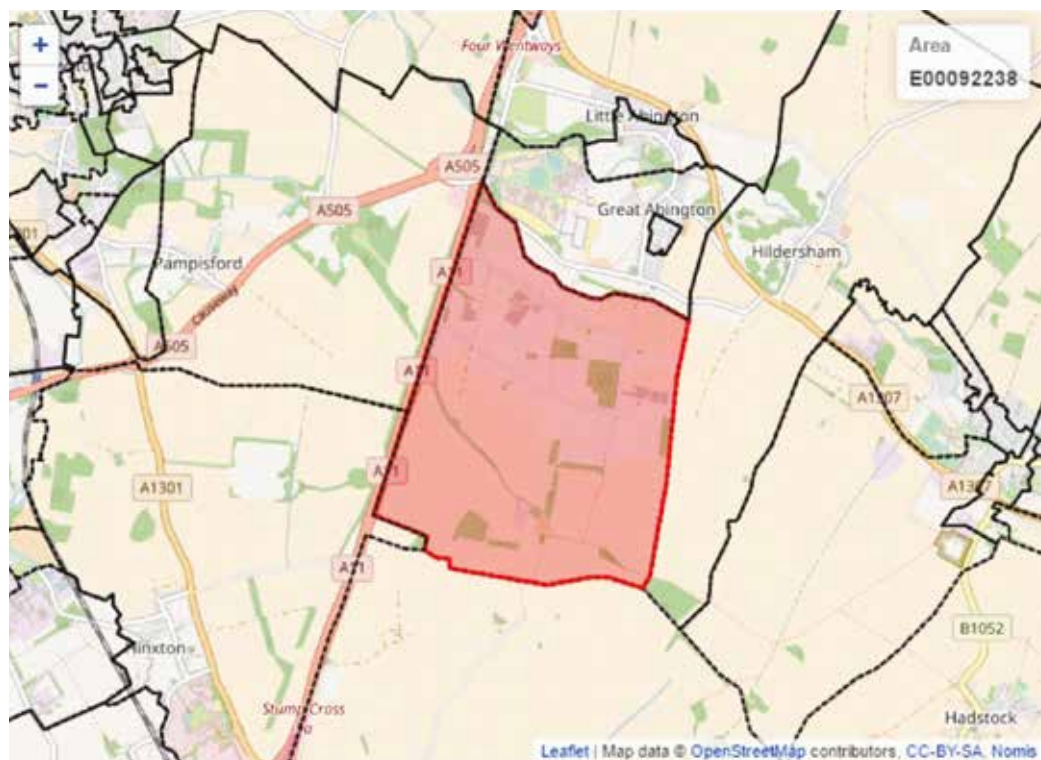 +
−
Area
E00092238
Four Wentways
Little Abington
A505
A505
Great Abington
Hildersham
Pampisford
A11
A505
A11
A1307
A11
A1301
A1307
A11
B1052
Hinxton
Stump Cross
Hadstock
Leaflet | Map data © OpenStreetMap contributors, CC-BY-SA, Nomis